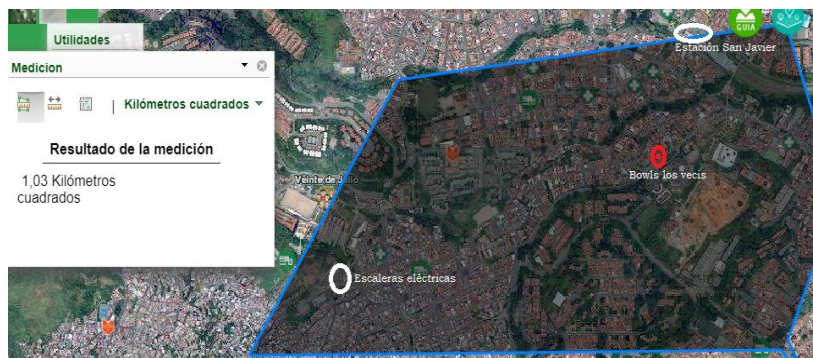 Utilidades
Medicion
Kilómetros cuadrados
Resultado de la medición
1,03 Kilómetros
cuadrados
GUIA
Estación San Javier
Bowls los vecis
Veinte de Julio
Escaleras eléctricas